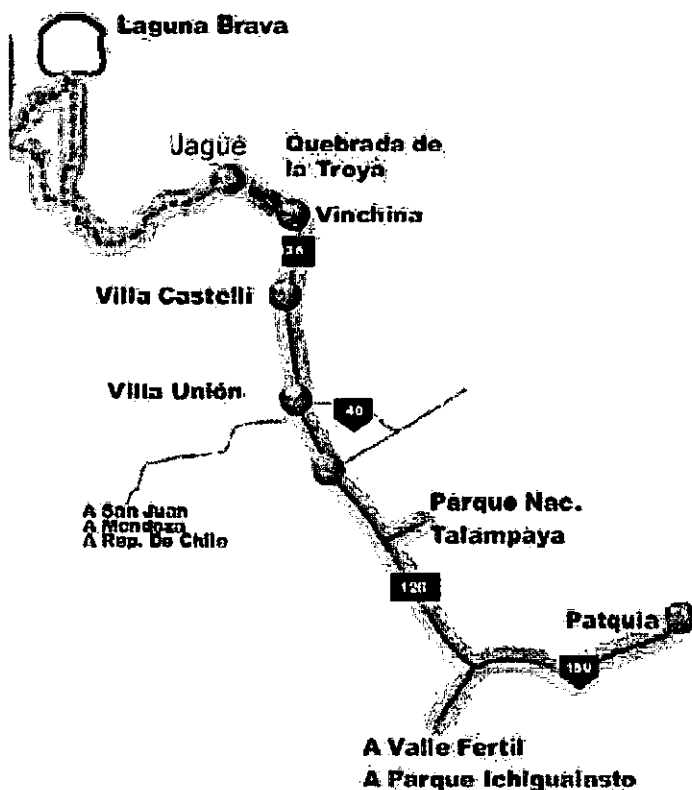 Laguna Brava
Jagüe
Quebrada de
la Troya
Vinchina
Villa Castelli
Villa Unión
40
A San Juan
A Mendoza
A Rep. De Chile
Parque Nac.
Talampaya
Patquia
150
A Valle Fertil
A Parque Ichigualasto